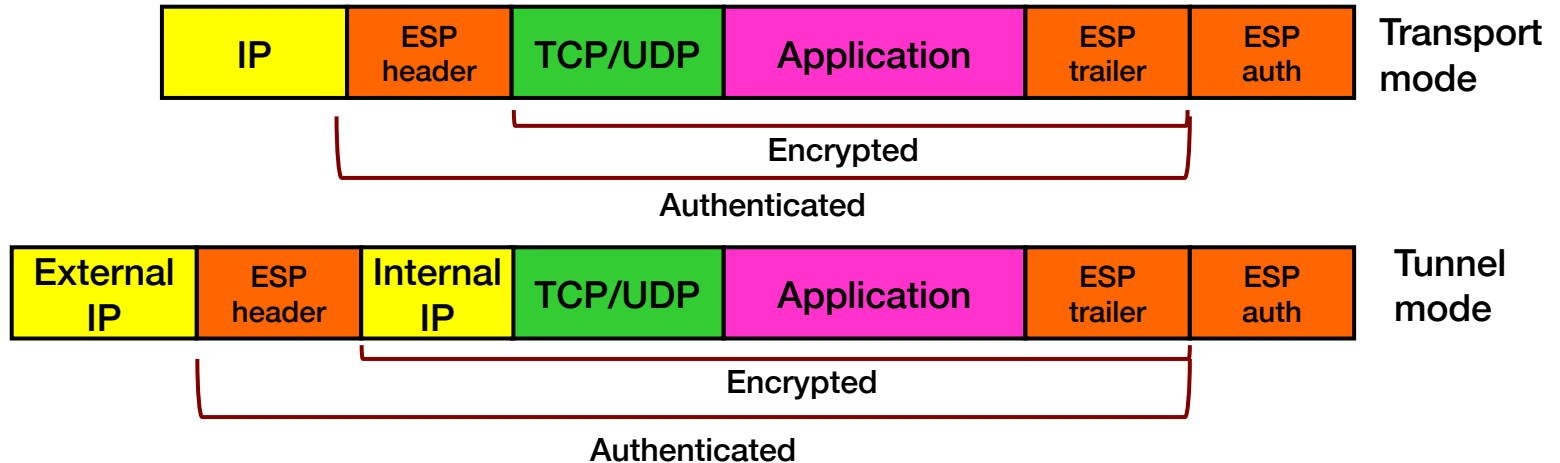 IP
ESP
header
TCP/UDP
Application
ESP
trailer
ESP
auth
Transport
mode
Encrypted
Authenticated
External
IP
ESP
header
Internal
IP
TCP/UDP
Application
ESP
trailer
ESP
auth
Tunnel
mode
Encrypted
Authenticated